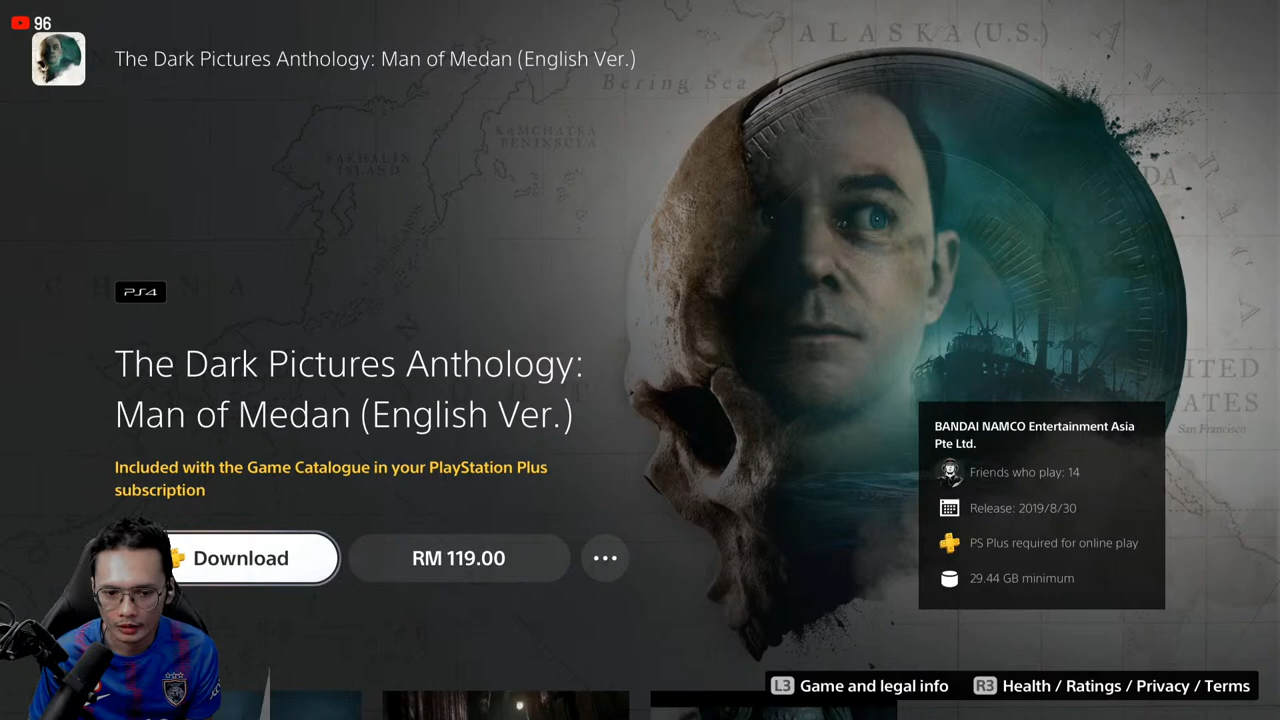 96
The Dark Pictures Anthology: Man of Medan (English Ver.)
ALASKA (U.S.)
Bering Sea
KAMCHATKA
PENINSULA
SAKHALIN
ISLAND
CHINA
PS4
The Dark Pictures Anthology:
Man of Medan (English Ver.)
Included with the Game Catalogue in your PlayStation Plus
subscription
Download
RM 119.00
•••
UNITED
STATES
San Francisco
BANDAI NAMCO Entertainment Asia
Pte Ltd.
Friends who play: 14
Release: 2019/8/30
PS Plus required for online play
29.44 GB minimum
L3 Game and legal info
R3 Health / Ratings / Privacy / Terms